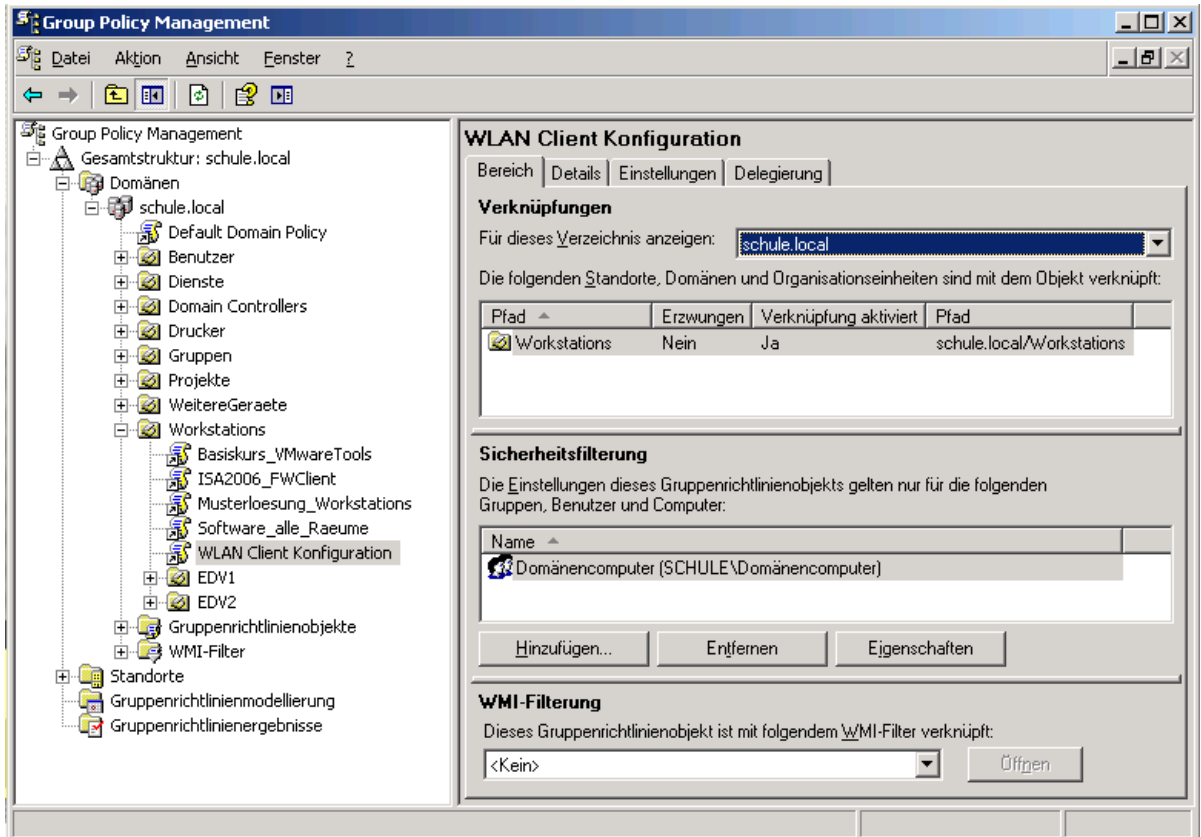 Group Policy Management
Datei Aktion Ansicht Fenster ?
Group Policy Management
Gesamtstruktur: schule.local
Domänen
schule.local
Default Domain Policy
Benutzer
Dienste
Domain Controllers
Drucker
Gruppen
Projekte
WeitereGeraete
Workstations
Basiskurs_VMwareTools
ISA2006_FWClient
Musterloesung_Workstations
Software_alle_Raeume
WLAN Client Konfiguration
EDV1
EDV2
Gruppenrichtlinienobjekte
WMI-Filter
Standorte
Gruppenrichtlinienmodellierung
Gruppenrichtlinienergebnisse
WLAN Client Konfiguration
Bereich Details Einstellungen Delegierung
Verknüpfungen
Für dieses Verzeichnis anzeigen: schule.local
Die folgenden Standorte, Domänen und Organisationseinheiten sind mit dem Objekt verknüpft:
Pfad Erzwungen Verknüpfung aktiviert Pfad
Workstations Nein Ja schule.local/Workstations
Sicherheitsfilterung
Die Einstellungen dieses Gruppenrichtlinienobjekts gelten nur für die folgenden
Gruppen, Benutzer und Computer:
Name
Domänencomputer (SCHULE\Domänencomputer)
Hinzufügen... Entfernen Eigenschaften
WMI-Filterung
Dieses Gruppenrichtlinienobjekt ist mit folgendem WMI-Filter verknüpft:
<Kein> Öffnen